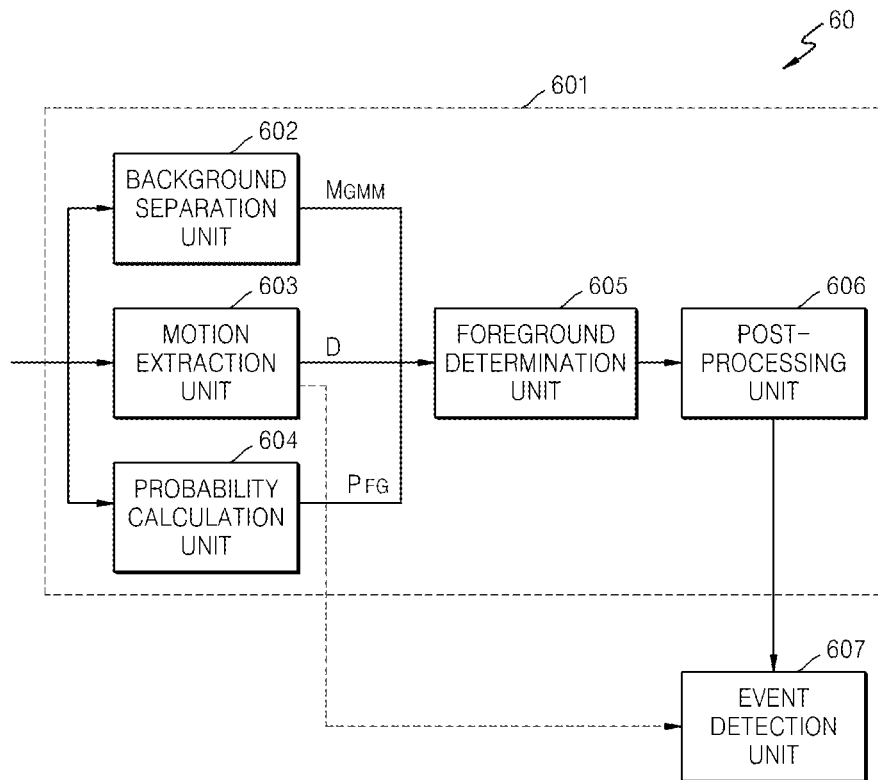 60
601
602
BACKGROUND
SEPARATION
UNIT
MGMM
603
MOTION
EXTRACTION
UNIT
D
604
PROBABILITY
CALCULATION
UNIT
PFG
605
FOREGROUND
DETERMINATION
UNIT
606
POST-
PROCESSING
UNIT
607
EVENT
DETECTION
UNIT